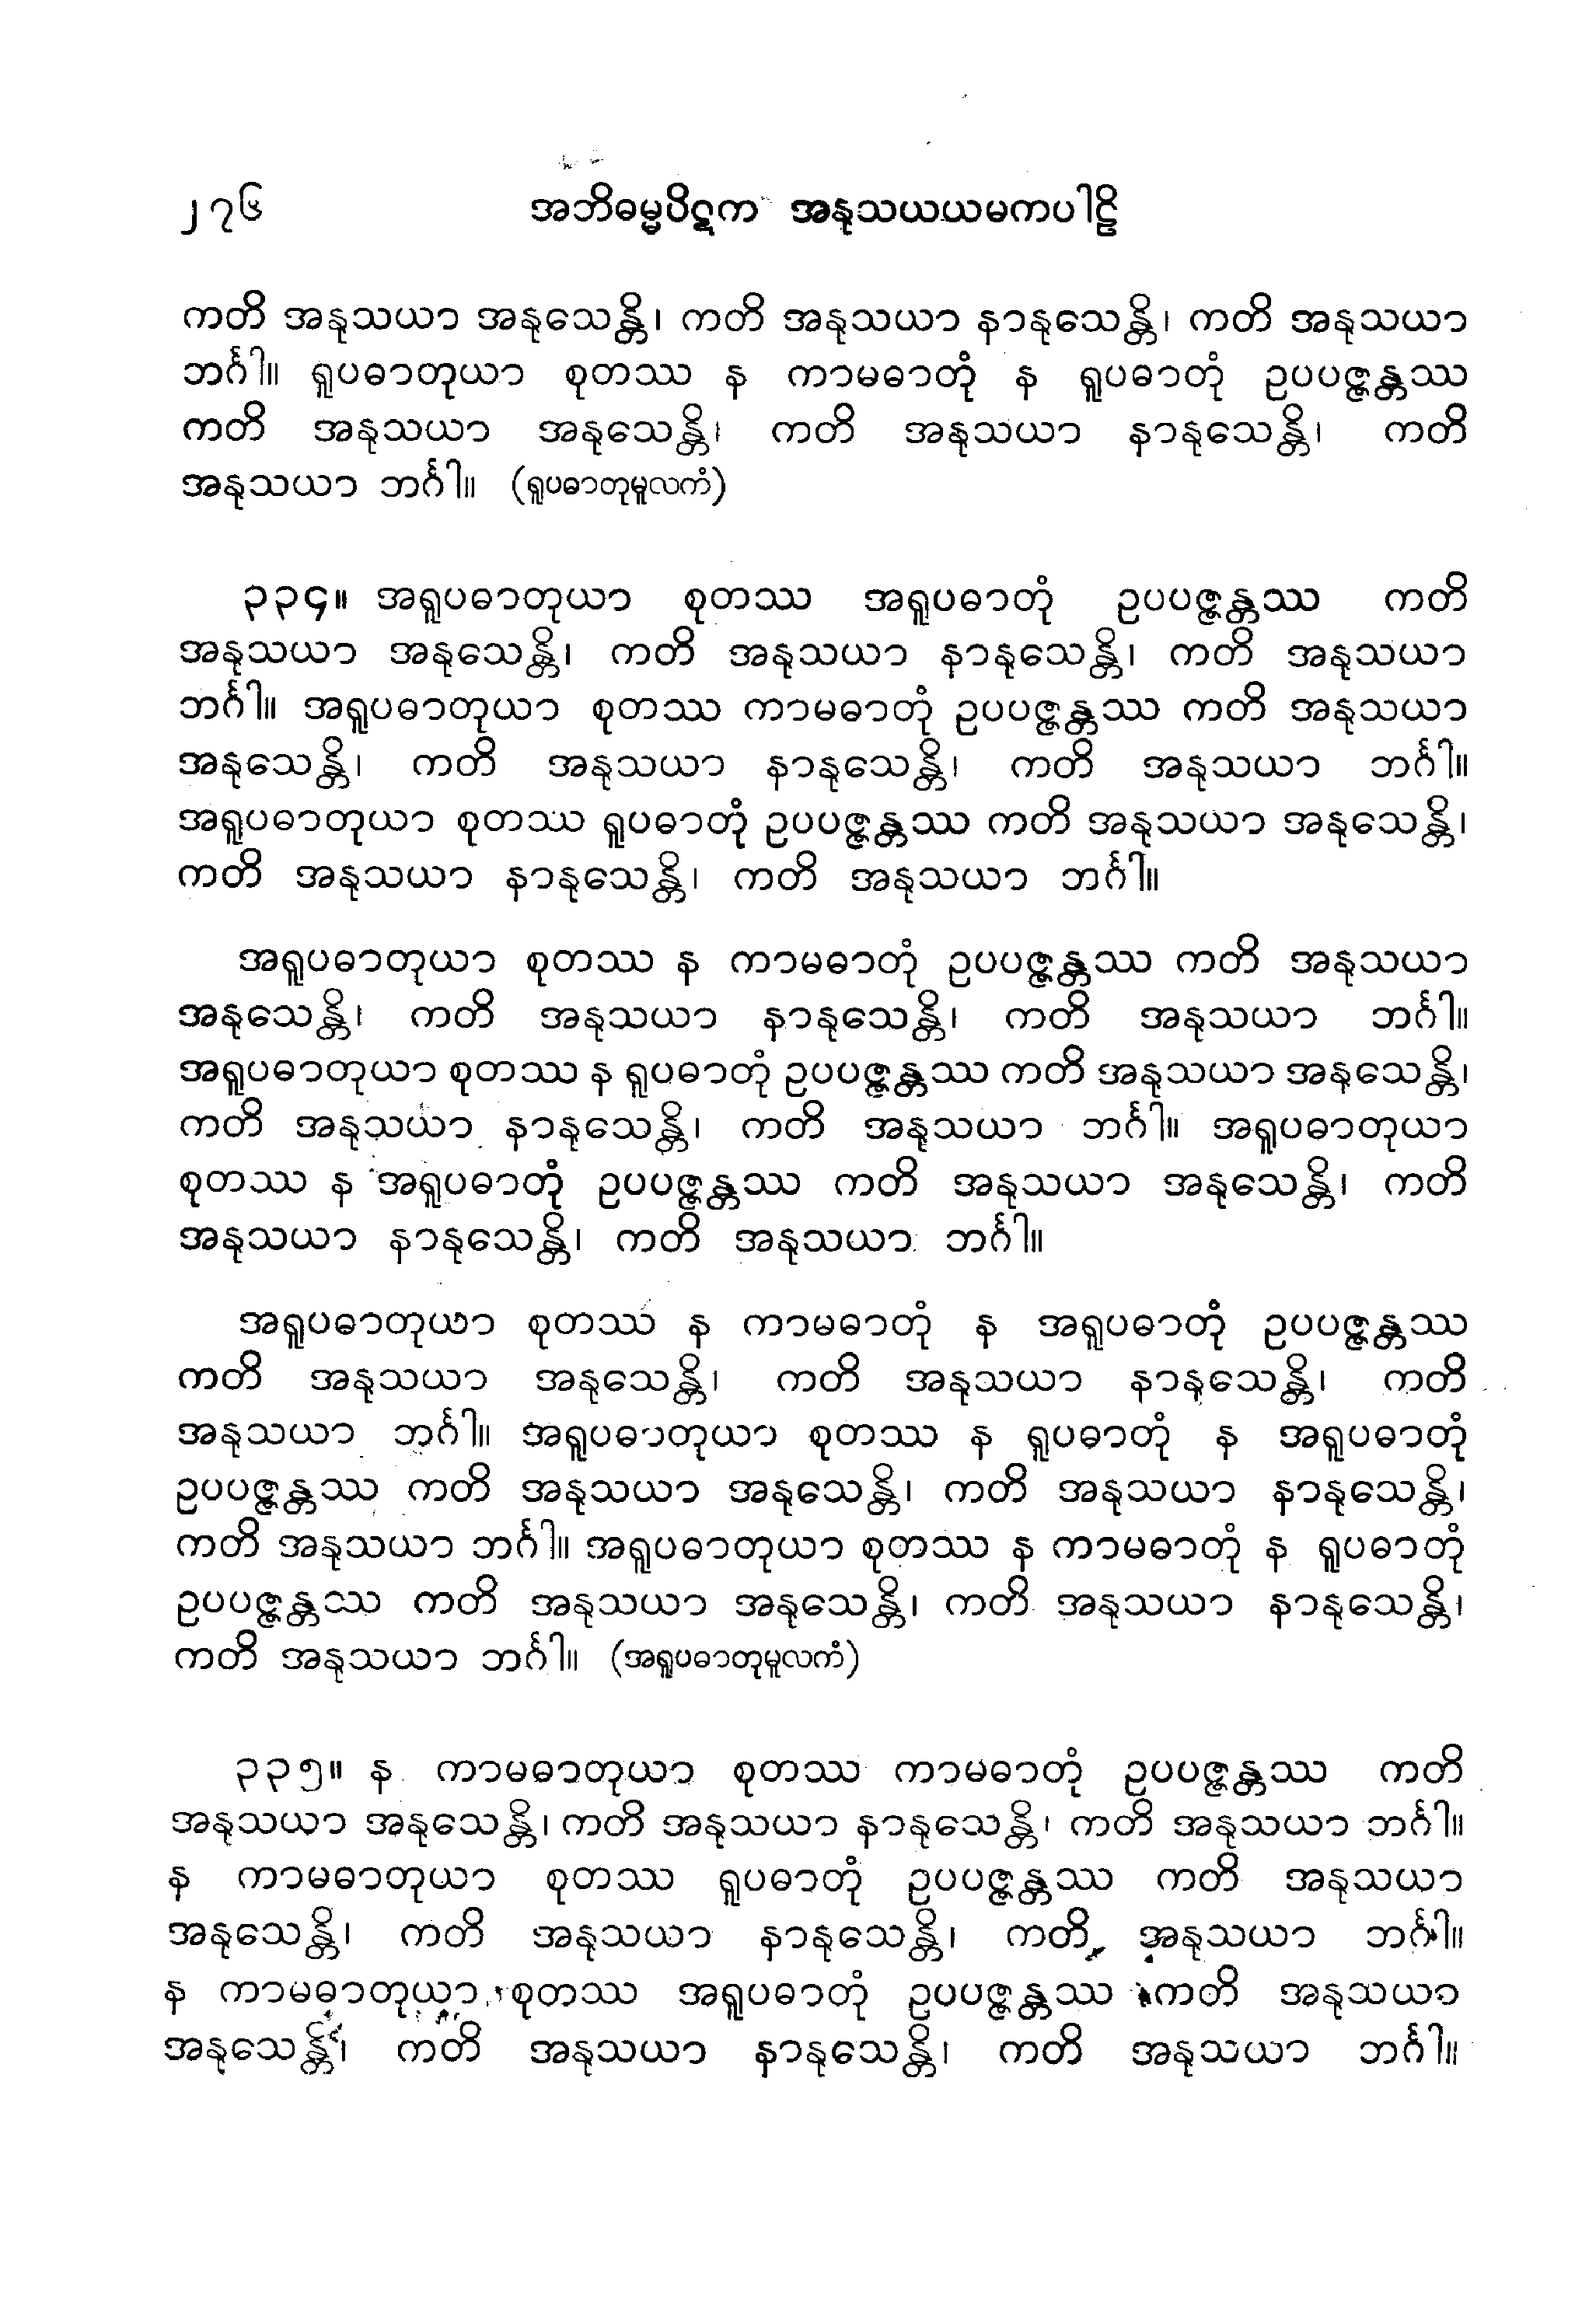 ၂၇၆ အဘိဓမ္မပိဋက အနုသယယမကပါဠိ
ကတိ အနုသယာ အနုသေန္တိ၊ ကတိ အနုသယာ နာနုသေန္တိ၊ ကတိ အနုသယာ
ဘင်္ဂါ။ ရူပဓာတုယာ စုတဿ န ကာမဓာတုံ န ရူပဓာတုံ ဥပပဇ္ဇန္တဿ
ကတိ အနုသယာ အနုသေန္တိ၊ ကတိ အနုသယာ နာနုသေန္တိ၊ ကတိ
အနုသယာ ဘင်္ဂါ။ (ရူပဓာတုမူလကံ)
၃၃၄။ အရူပဓာတုယာ စုတဿ အရူပဓာတုံ ဥပပဇ္ဇန္တဿ ကတိ
အနုသယာ အနုသေန္တိ၊ ကတိ အနုသယာ နာနုသေန္တိ၊ ကတိ အနုသယာ
ဘင်္ဂါ။ အရူပဓာတုယာ စုတဿ ကာမဓာတုံ ဥပပဇ္ဇန္တဿ ကတိ အနုသယာ
အနုသေန္တိ၊ ကတိ အနုသယာ နာနုသေန္တိ၊ ကတိ အနုသယာ ဘင်္ဂါ။
အရူပဓာတုယာ စုတဿ ရူပဓာတုံ ဥပပဇ္ဇန္တဿ ကတိ အနုသယာ အနုသေန္တိ၊
ကတိ အနုသယာ နာနုသေန္တိ၊ ကတိ အနုသယာ ဘင်္ဂါ။
အရူပဓာတုယာ စုတဿ န ကာမဓာတုံ ဥပပဇ္ဇန္တဿ ကတိ အနုသယာ
အနုသေန္တိ၊ ကတိ အနုသယာ နာနုသေန္တိ၊ ကတိ အနုသယာ ဘင်္ဂါ။
အရူပဓာတုယာ စုတဿ န ရူပဓာတုံ ဥပပဇ္ဇန္တဿ ကတိ အနုသယာ အနုသေန္တိ၊
ကတိ အနုသယာ နာနုသေန္တိ၊ ကတိ အနုသယာ ဘင်္ဂါ။ အရူပဓာတုယာ
စုတဿ န အရူပဓာတုံ ဥပပဇ္ဇန္တဿ ကတိ အနုသယာ အနုသေန္တိ၊ ကတိ
အနုသယာ နာနုသေန္တိ၊ ကတိ အနုသယာ ဘင်္ဂါ။
အရူပဓာတုယာ စုတဿ န ကာမဓာတုံ န အရူပဓာတုံ ဥပပဇ္ဇန္တဿ
ကတိ အနုသယာ အနုသေန္တိ၊ ကတိ အနုသယာ နာနုသေန္တိ၊ ကတိ
အနုသယာ ဘင်္ဂါ။ အရူပဓာတုယာ စုတဿ န ရူပဓာတုံ န အရူပဓာတုံ
ဥပပဇ္ဇန္တဿ ကတိ အနုသယာ အနုသေန္တိ၊ ကတိ အနုသယာ နာနုသေန္တိ၊
ကတိ အနုသယာ ဘင်္ဂါ။ အရူပဓာတုယာ စုတဿ န ကာမဓာတုံ န ရူပဓာတုံ
ဥပပဇ္ဇန္တဿ ကတိ အနုသယာ အနုသေန္တိ၊ ကတိ အနုသယာ နာနုသေန္တိ၊
ကတိ အနုသယာ ဘင်္ဂါ။ (အရူပဓာတုမူလကံ)
၃၃၅။ န ကာမဓာတုယာ စုတဿ ကာမဓာတုံ ဥပပဇ္ဇန္တဿ ကတိ
အနုသယာ အနုသေန္တိ၊ ကတိ အနုသယာ နာနုသေန္တိ၊ ကတိ အနုသယာ ဘင်္ဂါ။
န ကာမဓာတုယာ စုတဿ ရူပဓာတုံ ဥပပဇ္ဇန္တဿ ကတိ အနုသယာ
အနုသေန္တိ၊ ကတိ အနုသယာ နာနုသေန္တိ၊ ကတိ အနုသယာ ဘင်္ဂါ။
န ကာမဓာတုယာ စုတဿ အရူပဓာတုံ ဥပပဇ္ဇန္တဿ ကတိ အနုသယာ
အနုသေန္တိ၊ ကတိ အနုသယာ နာနုသေန္တိ၊ ကတိ အနုသယာ ဘင်္ဂါ။